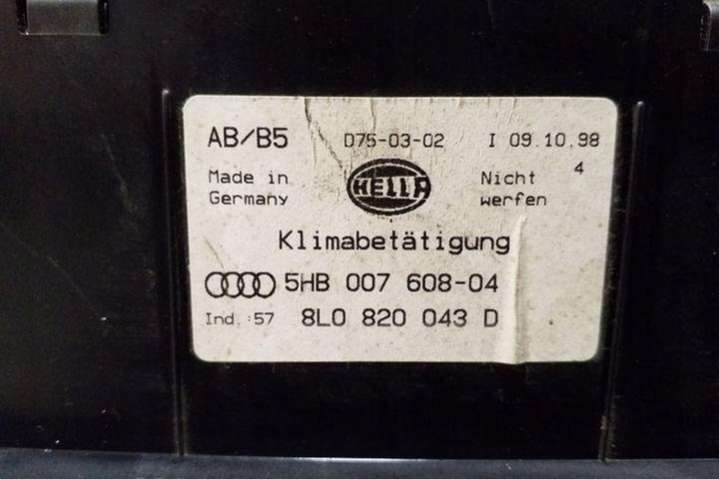 AB/B5 D75-03-02 I 09.10.98
Made in Germany HELLA Nicht werfen 4
Klimabetätigung
5HB 007 608-04
Ind.:57 8L0 820 043 D